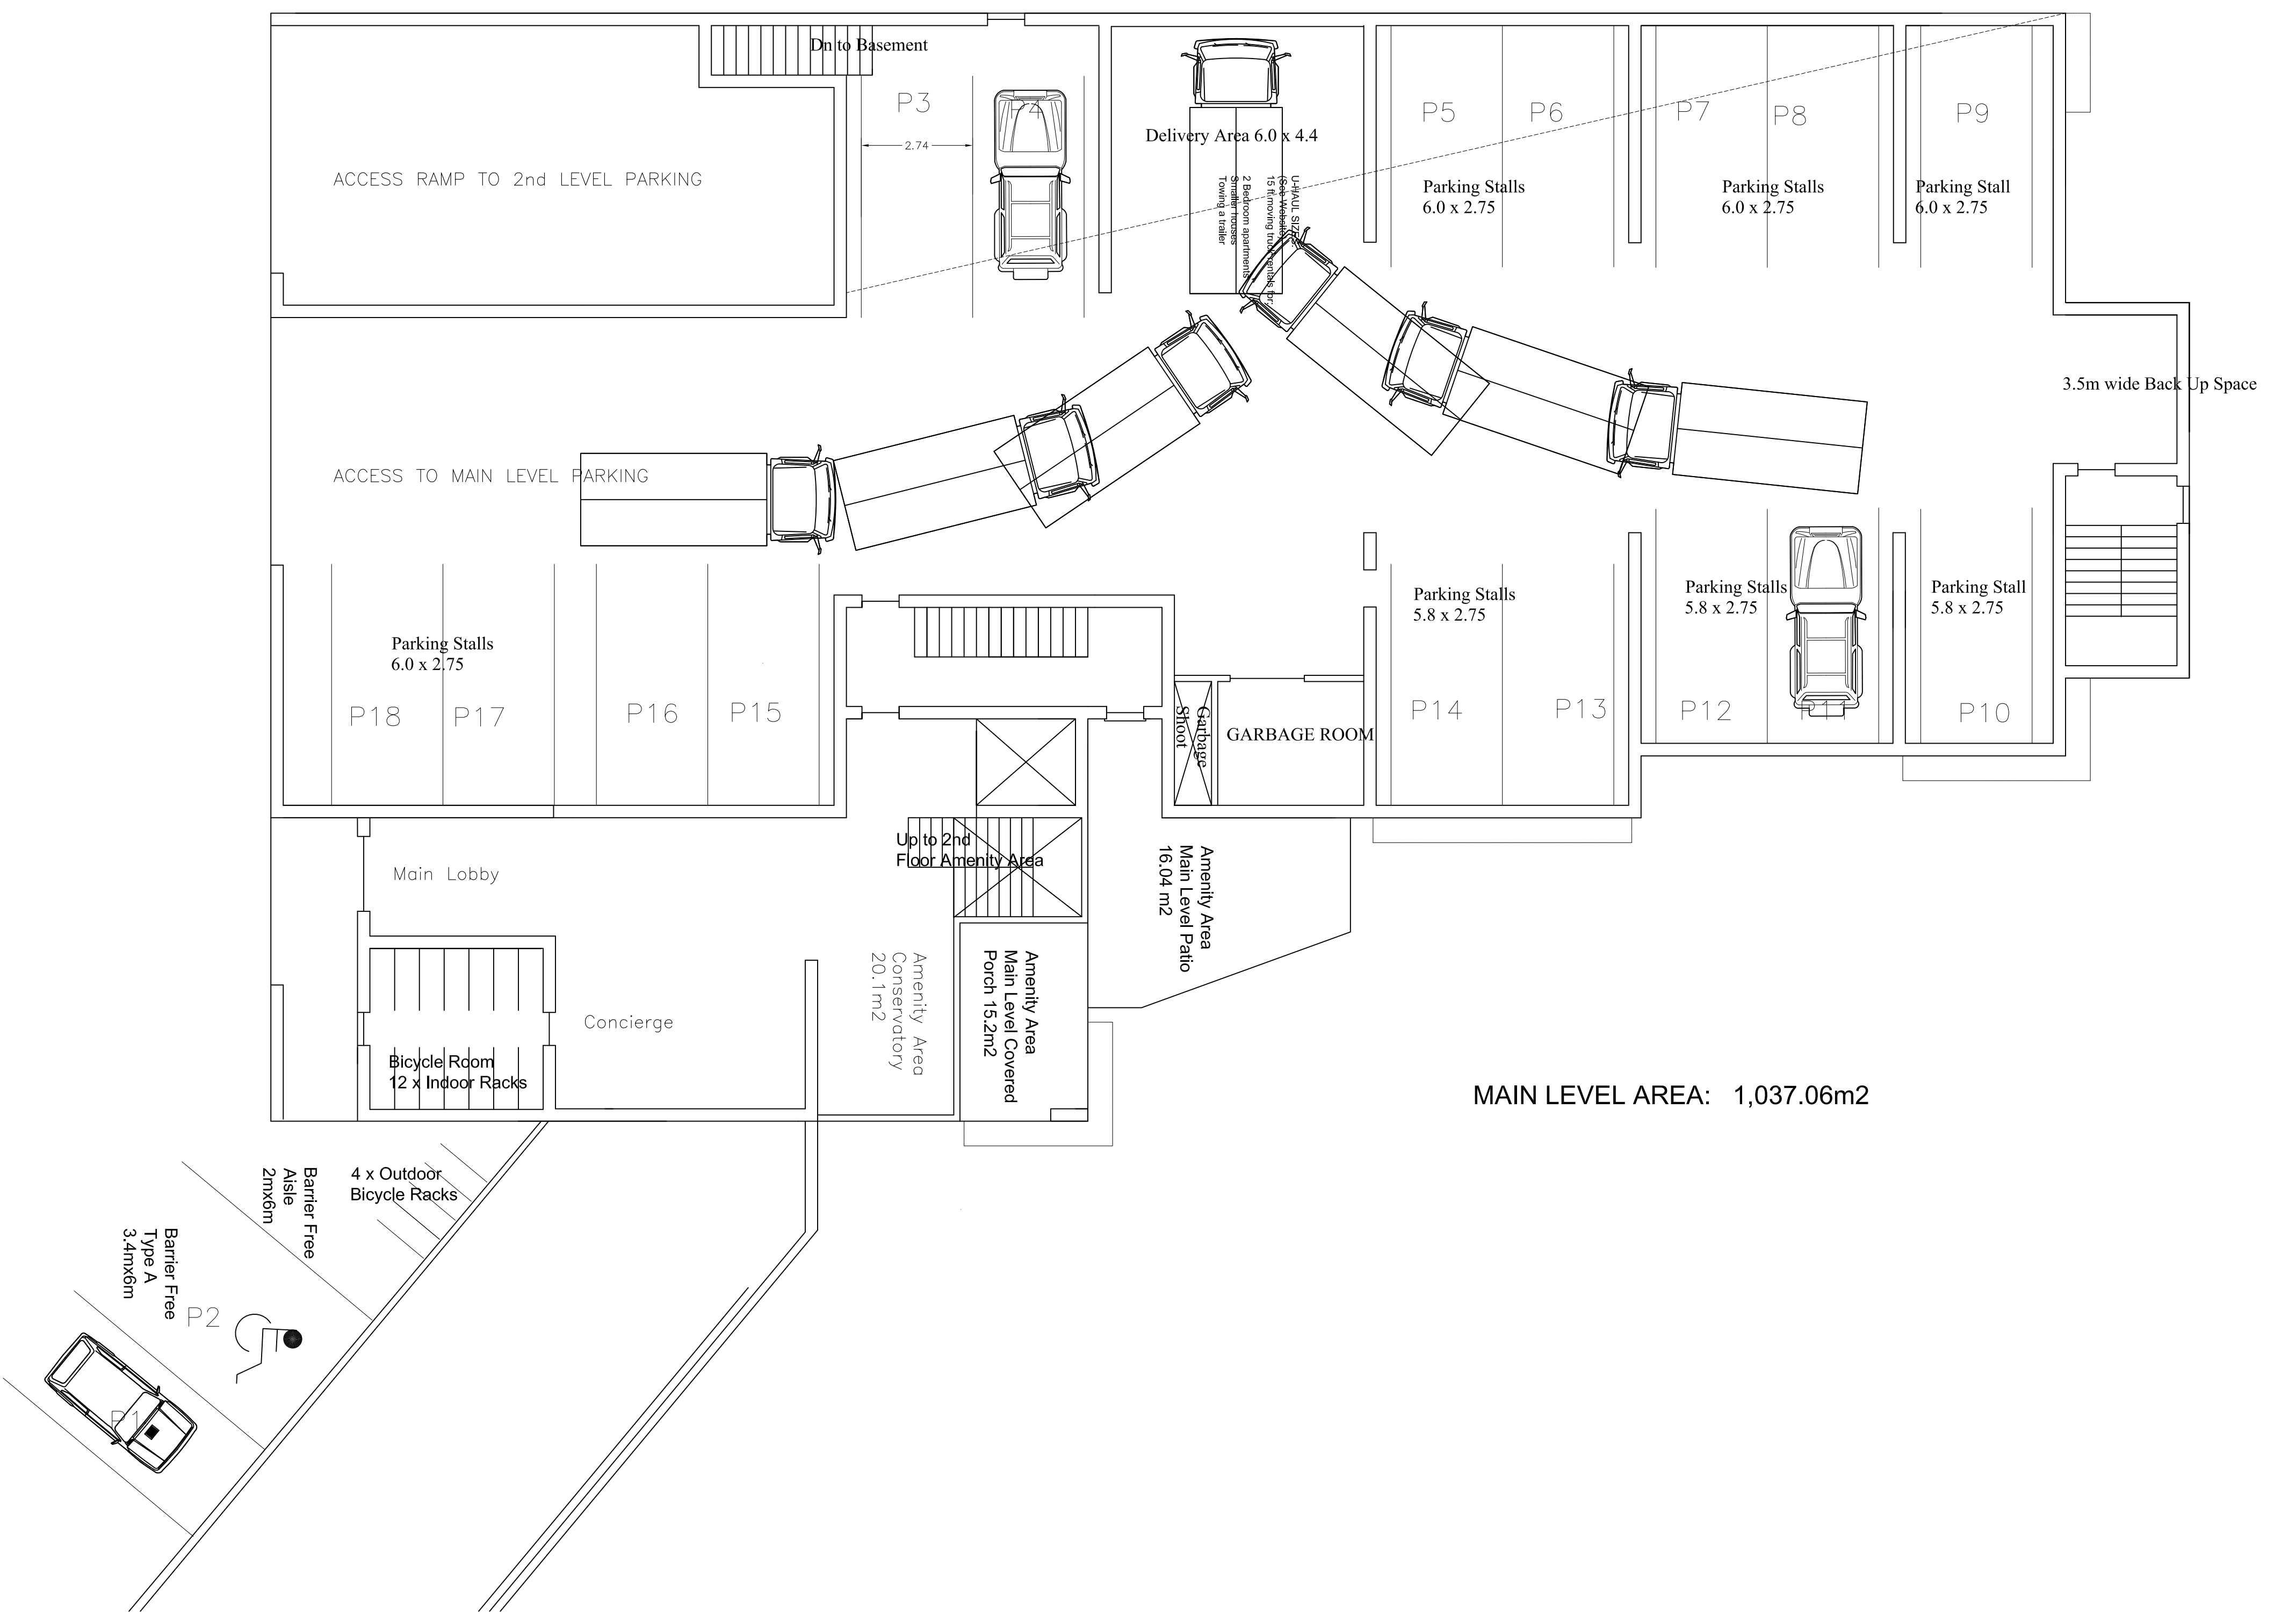 Dn to Basement
P3
P4
2.74
ACCESS RAMP TO 2nd LEVEL PARKING
Delivery Area 6.0 x 4.4
U-HAUL SIZES:
(See Website)
15 ft moving truck rentals for:
2 Bedroom apartments
Smaller houses
Towing a trailer
P5
P6
Parking Stalls
6.0 x 2.75
P7
P8
Parking Stalls
6.0 x 2.75
P9
Parking Stall
6.0 x 2.75
3.5m wide Back Up Space
ACCESS TO MAIN LEVEL PARKING
Parking Stalls
6.0 x 2.75
P18
P17
P16
P15
Garbage
Shoot
GARBAGE ROOM
Parking Stalls
5.8 x 2.75
P14
P13
Parking Stalls
5.8 x 2.75
P12
P11
Parking Stall
5.8 x 2.75
P10
Main Lobby
Up to 2nd
Floor Amenity Area
Amenity Area
Main Level Patio
16.04 m2
Amenity Area
Conservatory
20.1m2
Amenity Area
Main Level Covered
Porch 15.2m2
Concierge
Bicycle Room
12 x Indoor Racks
MAIN LEVEL AREA: 1,037.06m2
4 x Outdoor
Bicycle Racks
Barrier Free
Aisle
2mx6m
Barrier Free
Type A
3.4mx6m
P2
P1